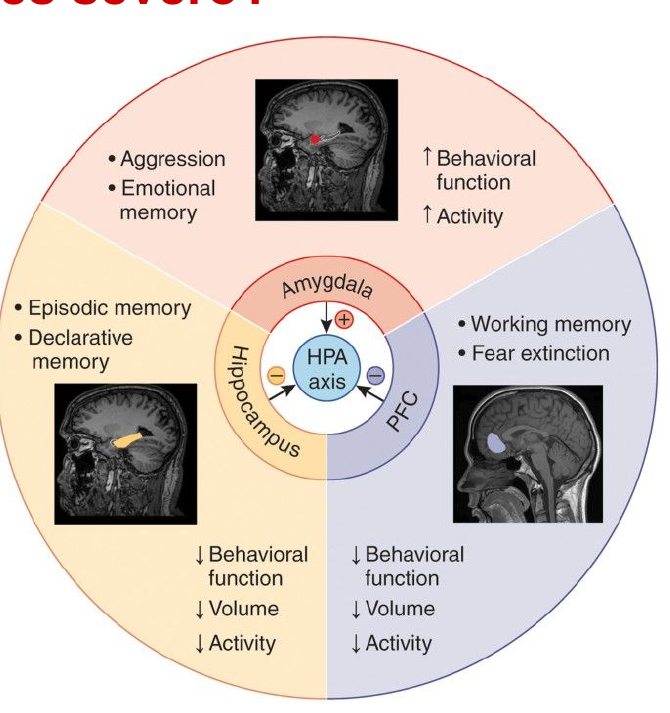 • Aggression
• Emotional
memory
↑ Behavioral
function
↑ Activity
Amygdala
+
HPA
axis
• Episodic memory
• Declarative
memory
Hippocampus
−
−
PFC
• Working memory
• Fear extinction
↓ Behavioral
function
↓ Volume
↓ Activity
↓ Behavioral
function
↓ Volume
↓ Activity